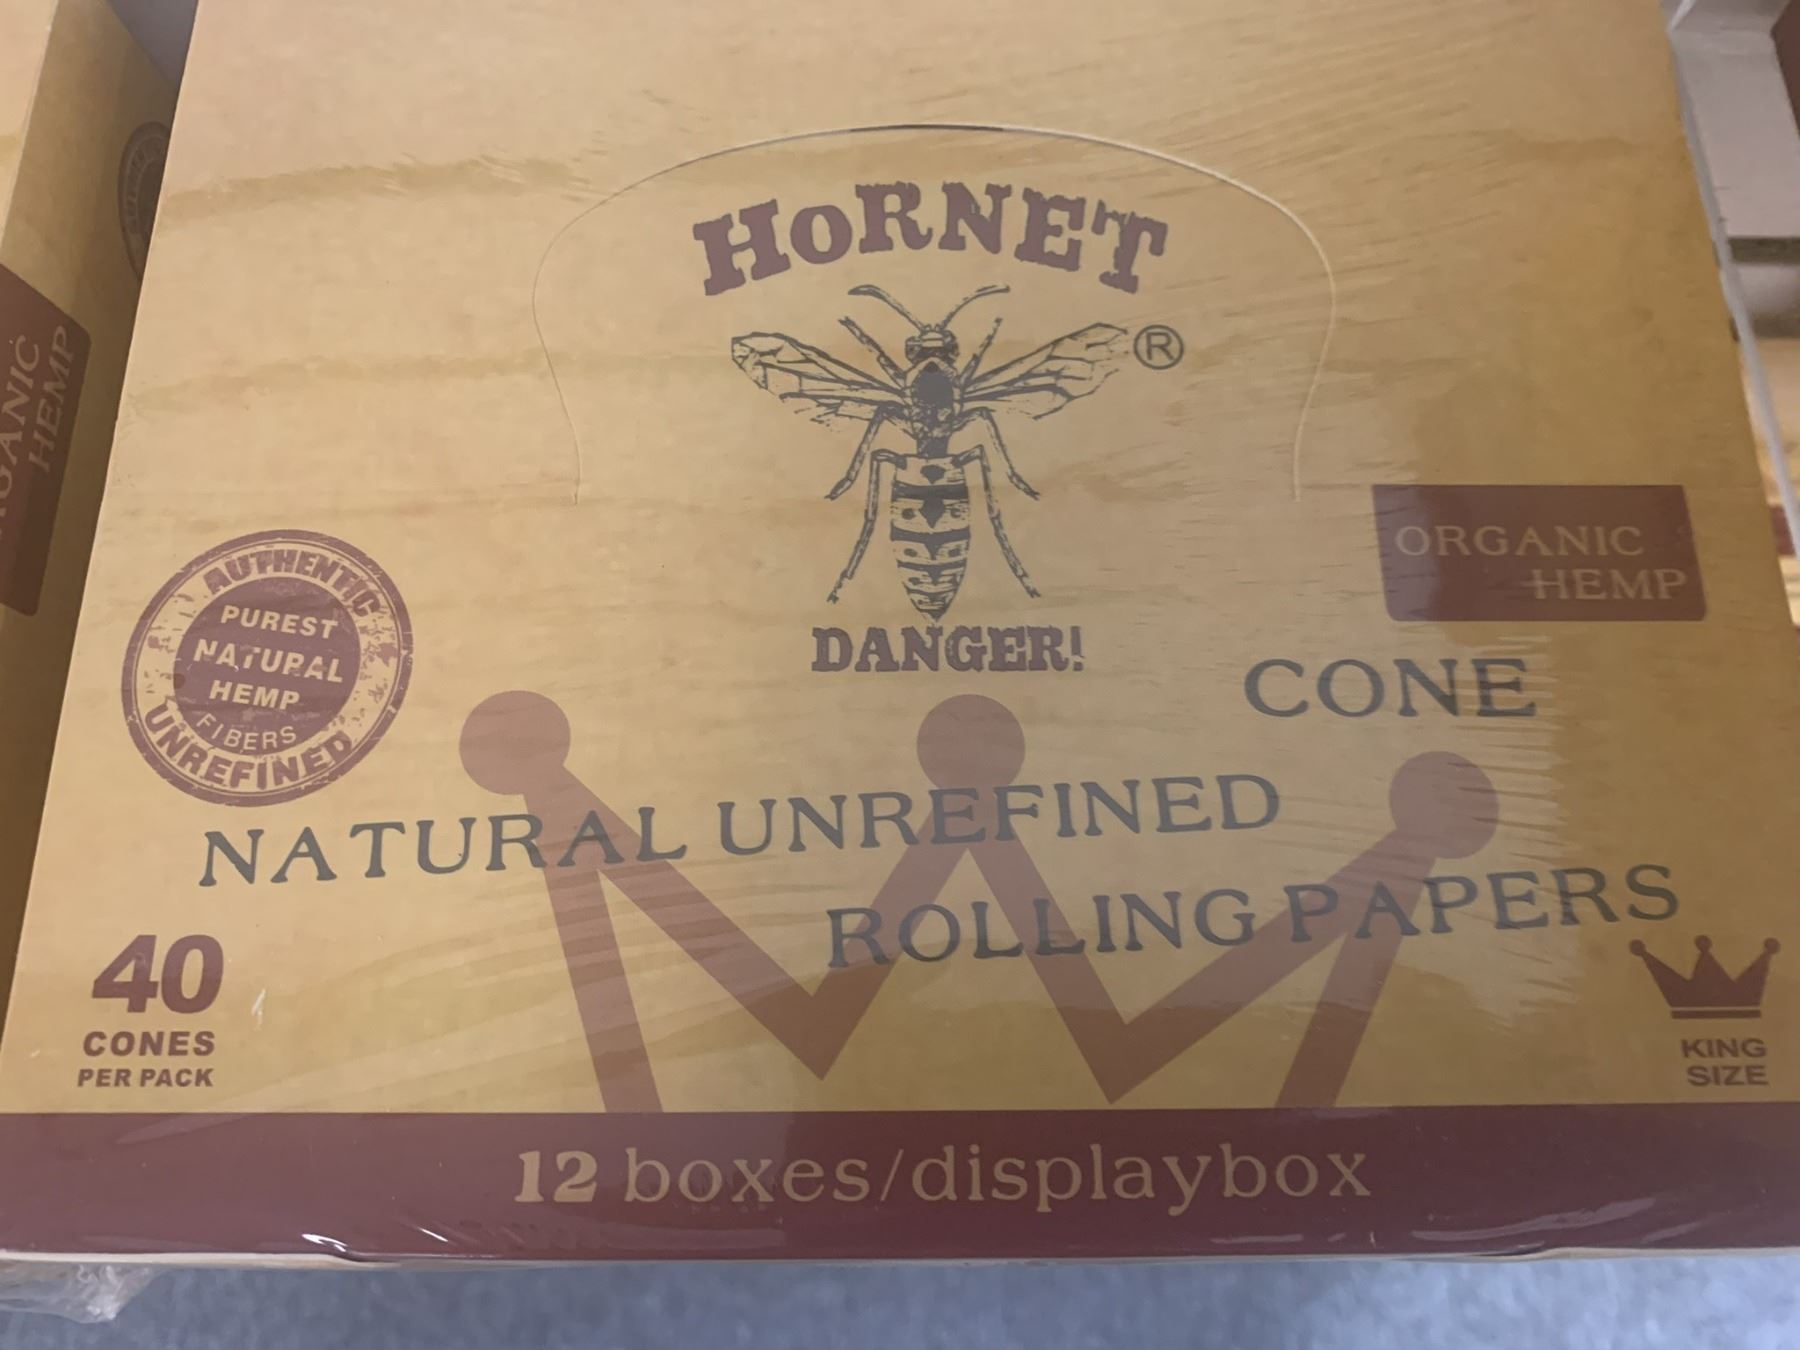 HORNET
®
DANGER!
ORGANIC
HEMP
AUTHENTIC
PUREST
NATURAL
HEMP
FIBERS
UNREFINED
CONE
NATURAL UNREFINED
ROLLING PAPERS
40
CONES
PER PACK
KING
SIZE
12 boxes/displaybox
HEMP